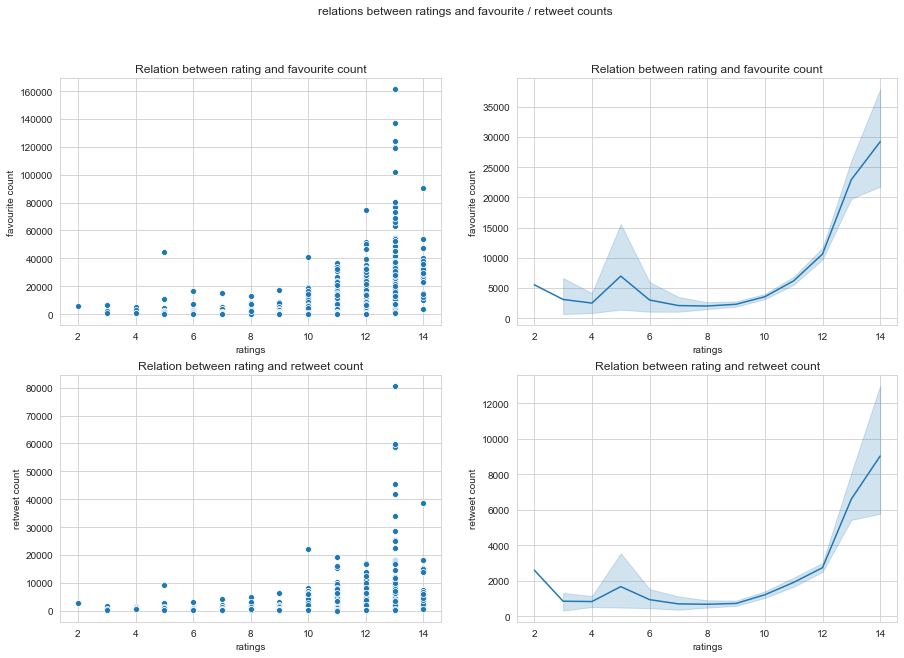 relations between ratings and favourite / retweet counts
Relation between rating and favourite count
favourite count
160000
140000
120000
100000
80000
60000
40000
20000
0
2 4 6 8 10 12 14
ratings
Relation between rating and favourite count
favourite count
35000
30000
25000
20000
15000
10000
5000
0
2 4 6 8 10 12 14
ratings
Relation between rating and retweet count
retweet count
80000
70000
60000
50000
40000
30000
20000
10000
0
2 4 6 8 10 12 14
ratings
Relation between rating and retweet count
retweet count
12000
10000
8000
6000
4000
2000
0
2 4 6 8 10 12 14
ratings